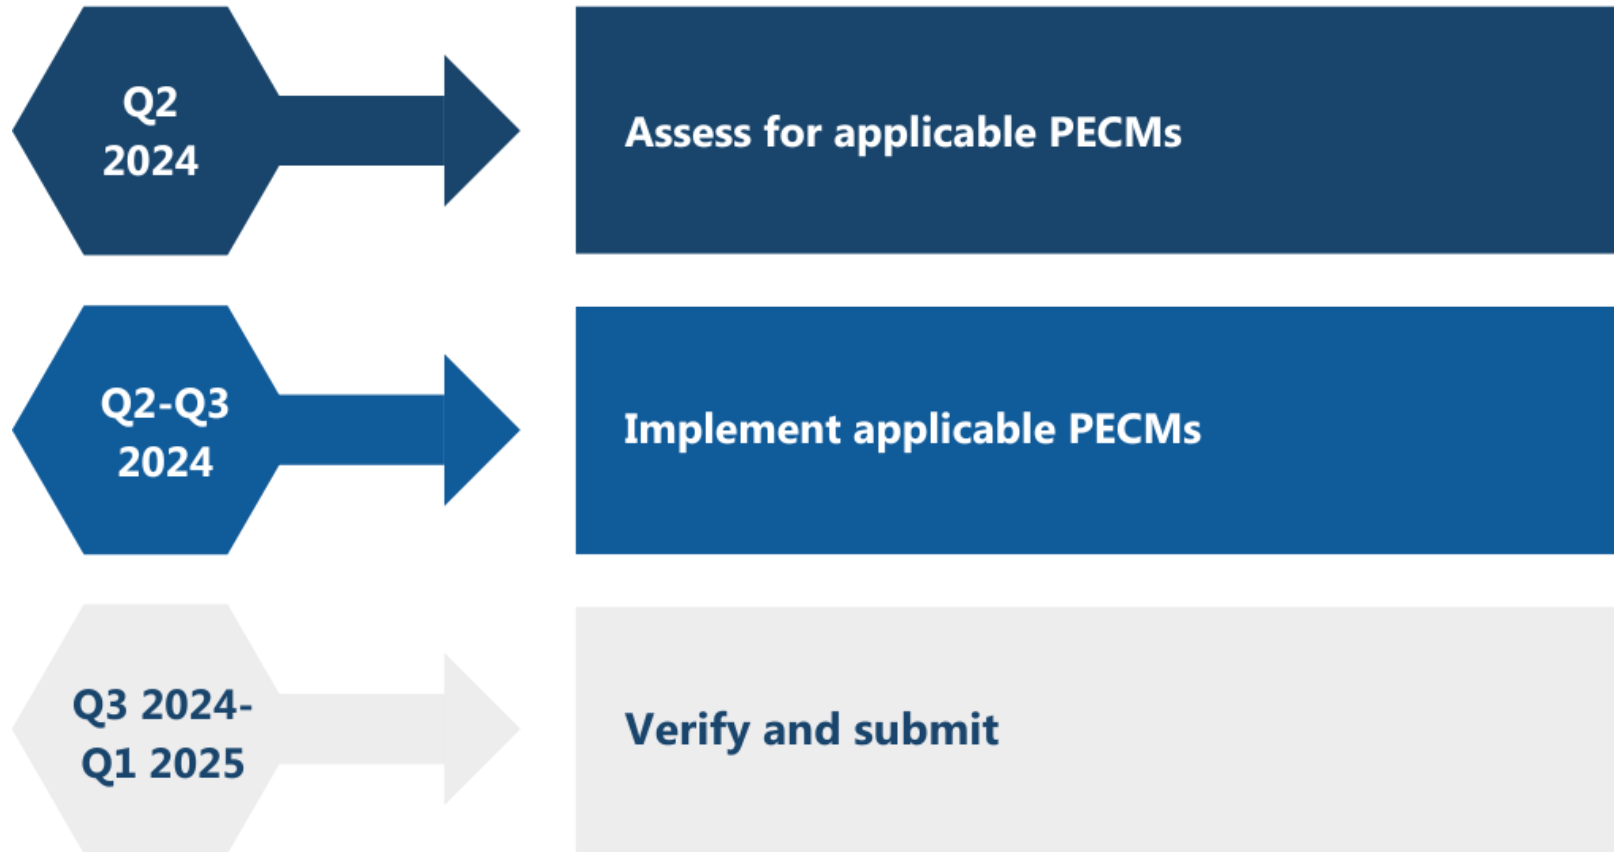 Q2
2024
Assess for applicable PECMs
Q2-Q3
2024
Implement applicable PECMs
Q3 2024-
Q1 2025
Verify and submit